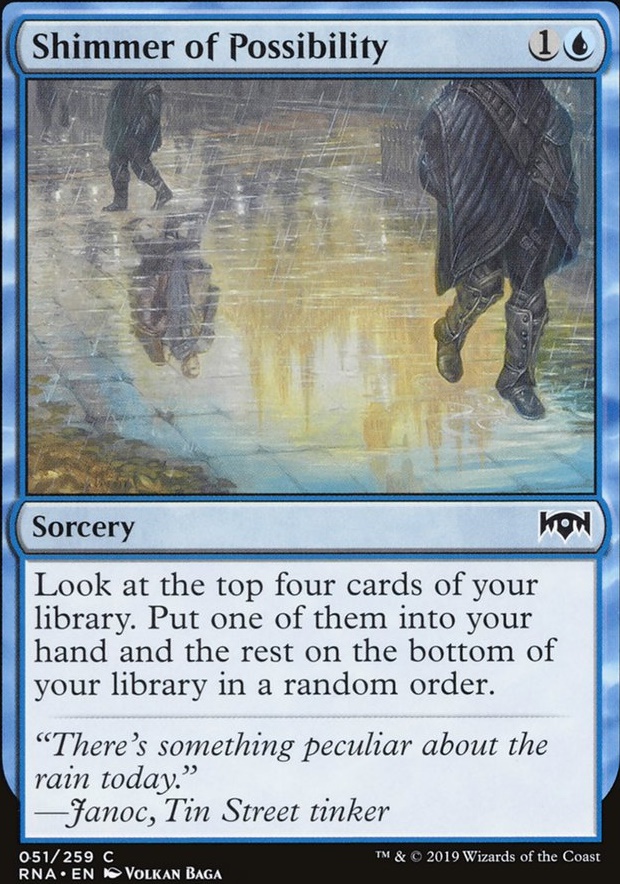 Shimmer of Possibility 1
Sorcery
Look at the top four cards of your
library. Put one of them into your
hand and the rest on the bottom of
your library in a random order.
“There’s something peculiar about the
rain today.”
—Janoc, Tin Street tinker
051/259 C
RNA • EN Volkan Baga
™ & © 2019 Wizards of the Coast